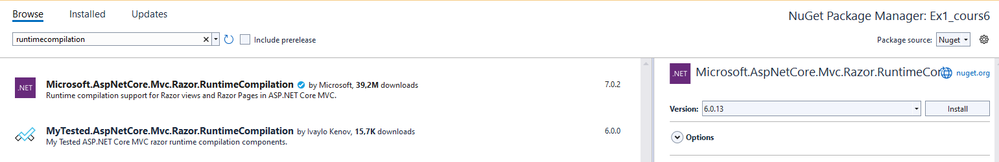 Browse Installed Updates
NuGet Package Manager: Ex1_cours6
runtimecompilation
Include prerelease
Package source: Nuget
.NET
Microsoft.AspNetCore.Mvc.Razor.RuntimeCompilation by Microsoft, 39,2M downloads
7.0.2
Runtime compilation support for Razor views and Razor Pages in ASP.NET Core MVC.
MyTested.AspNetCore.Mvc.Razor.RuntimeCompilation by Ivaylo Kenov, 15,7K downloads
6.0.0
My Tested ASP.NET Core MVC razor runtime compilation components.
.NET
Microsoft.AspNetCore.Mvc.Razor.RuntimeCor nuget.org
Version: 6.0.13 Install
Options